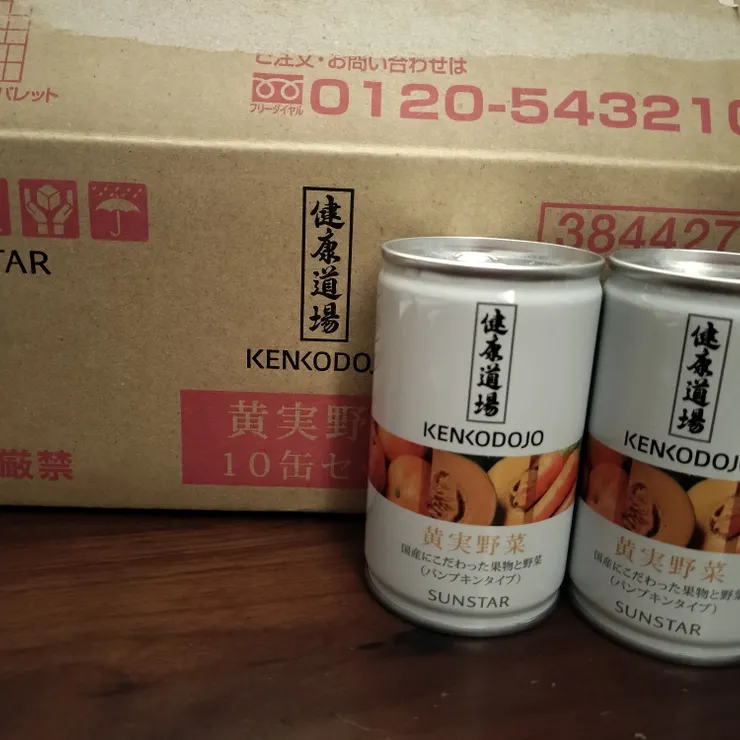 ご注文・お問い合わせは
フリーダイヤル
0120-543210
パレット
384427
健康道場
KENKODO
黄実野
10缶セ
厳禁
健康道場
KENKODOJO
黄実野菜
国産にこだわった果物と野菜
(パンプキンタイプ)
SUNSTAR
健康道場
KENKODOJO
黄実野菜
国産にこだわった果物と野菜
(パンプキンタイプ)
SUNSTAR